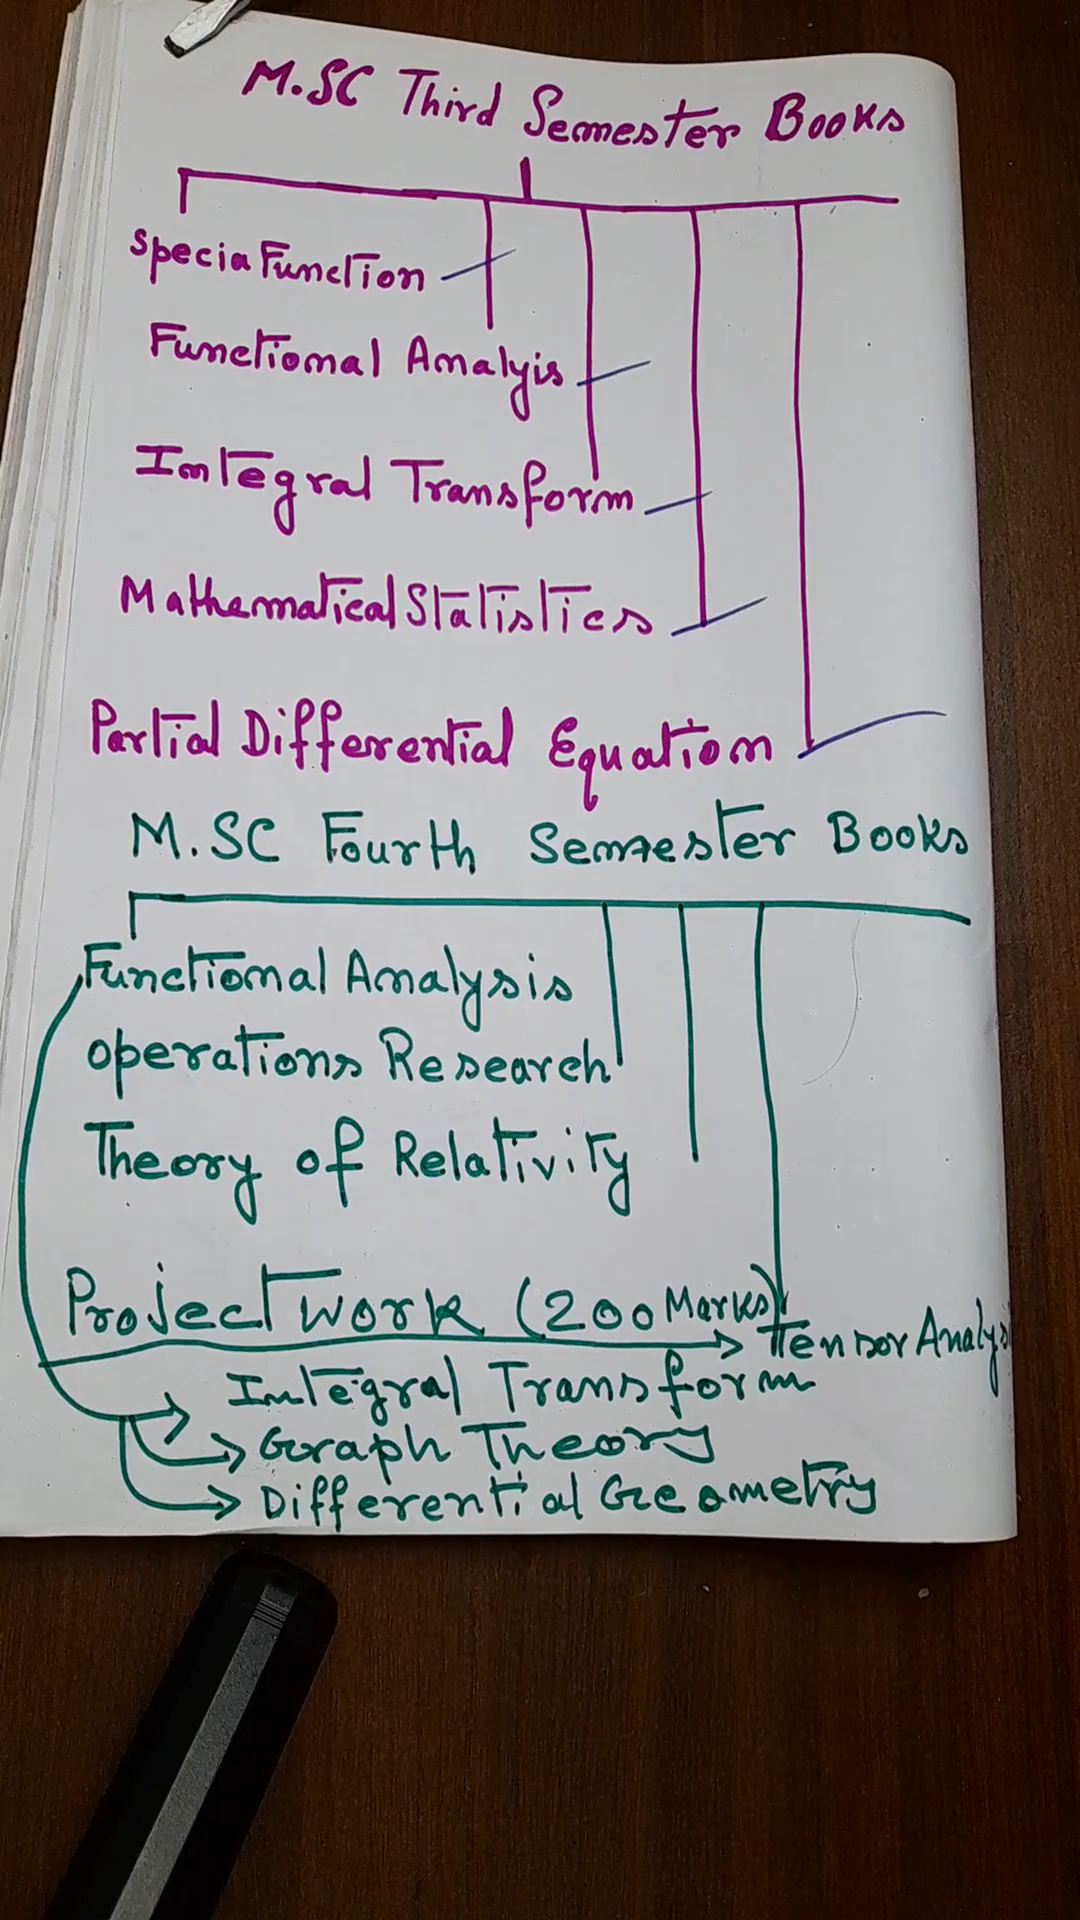 M.SC Third Semester Books
Specia Function
Functional Analyis
Integral Transform
Mathematical Statistics
Partial Differential Equation
M.SC Fourth Semester Books
Functional Analysis
operations Research
Theory of Relativity
Project work (200 Marks)
Tensor Analysi
Integral Transform
Graph Theory
Differential Geometry